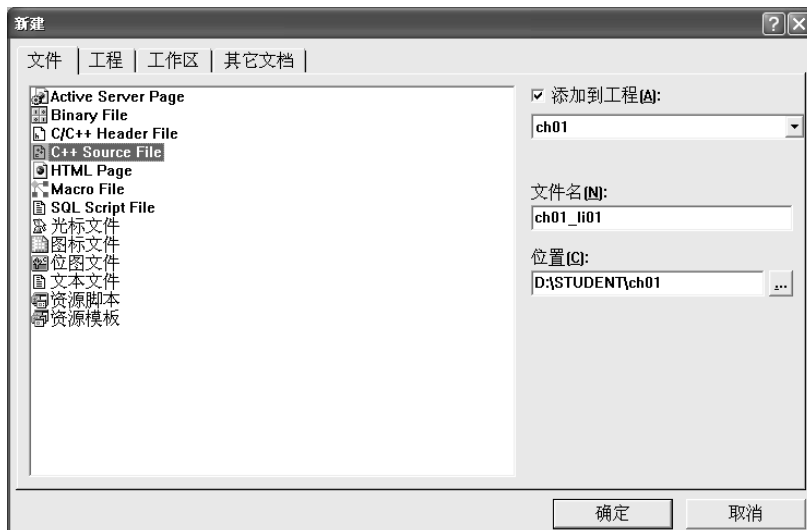 新建
文件 工程 工作区 其它文档
Active Server Page
Binary File
C/C++ Header File
C++ Source File
HTML Page
Macro File
SQL Script File
光标文件
图标文件
位图文件
文本文件
资源脚本
资源模板
添加到工程(A):
ch01
文件名(N):
ch01_li01
位置(C):
D:\STUDENT\ch01
...
确定 取消